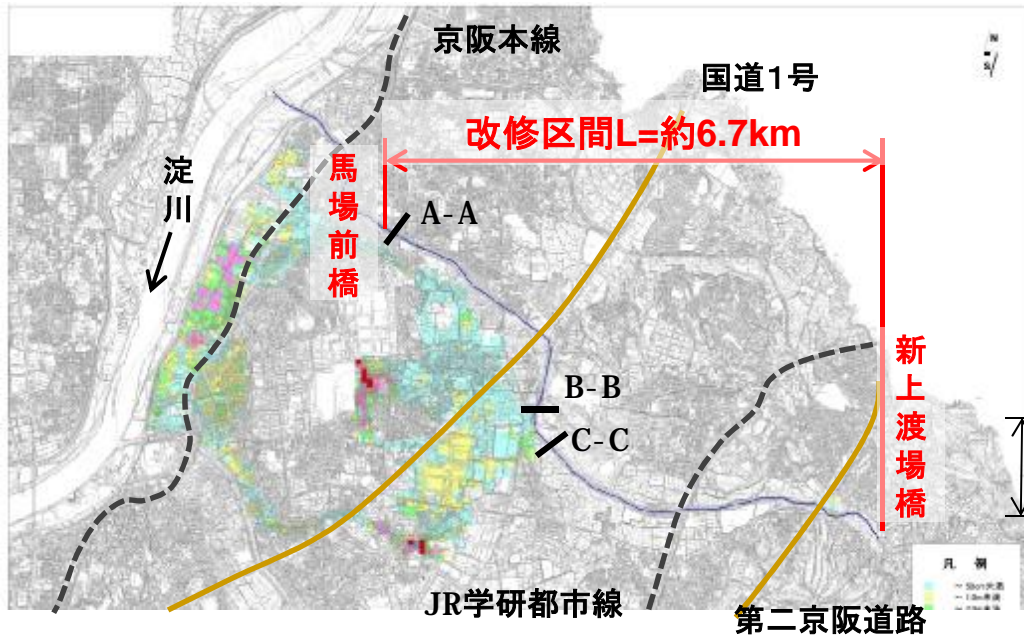 京阪本線
国道1号
N
改修区間L=約6.7km
淀川
馬場前橋
A-A
B-B
C-C
新上渡場橋
凡 例
JR学研都市線
第二京阪道路